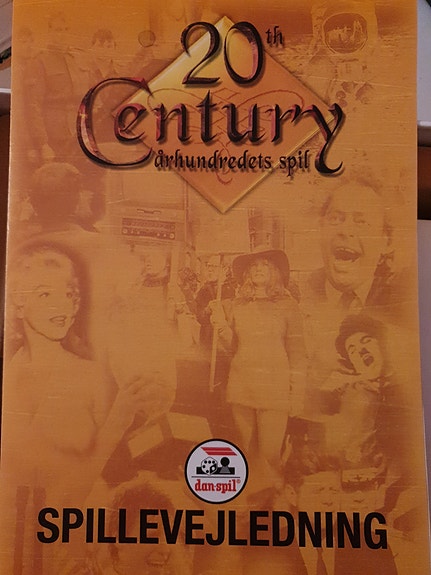 20th
Century
århundredets spil
dan-spil®
SPILLEVEJLEDNING